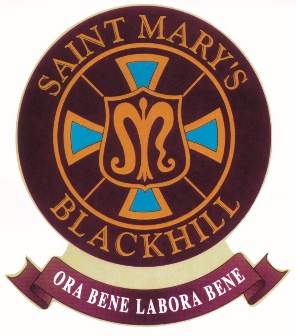 SAINT MARY'S
M
BLACKHILL
ORA BENE LABORA BENE